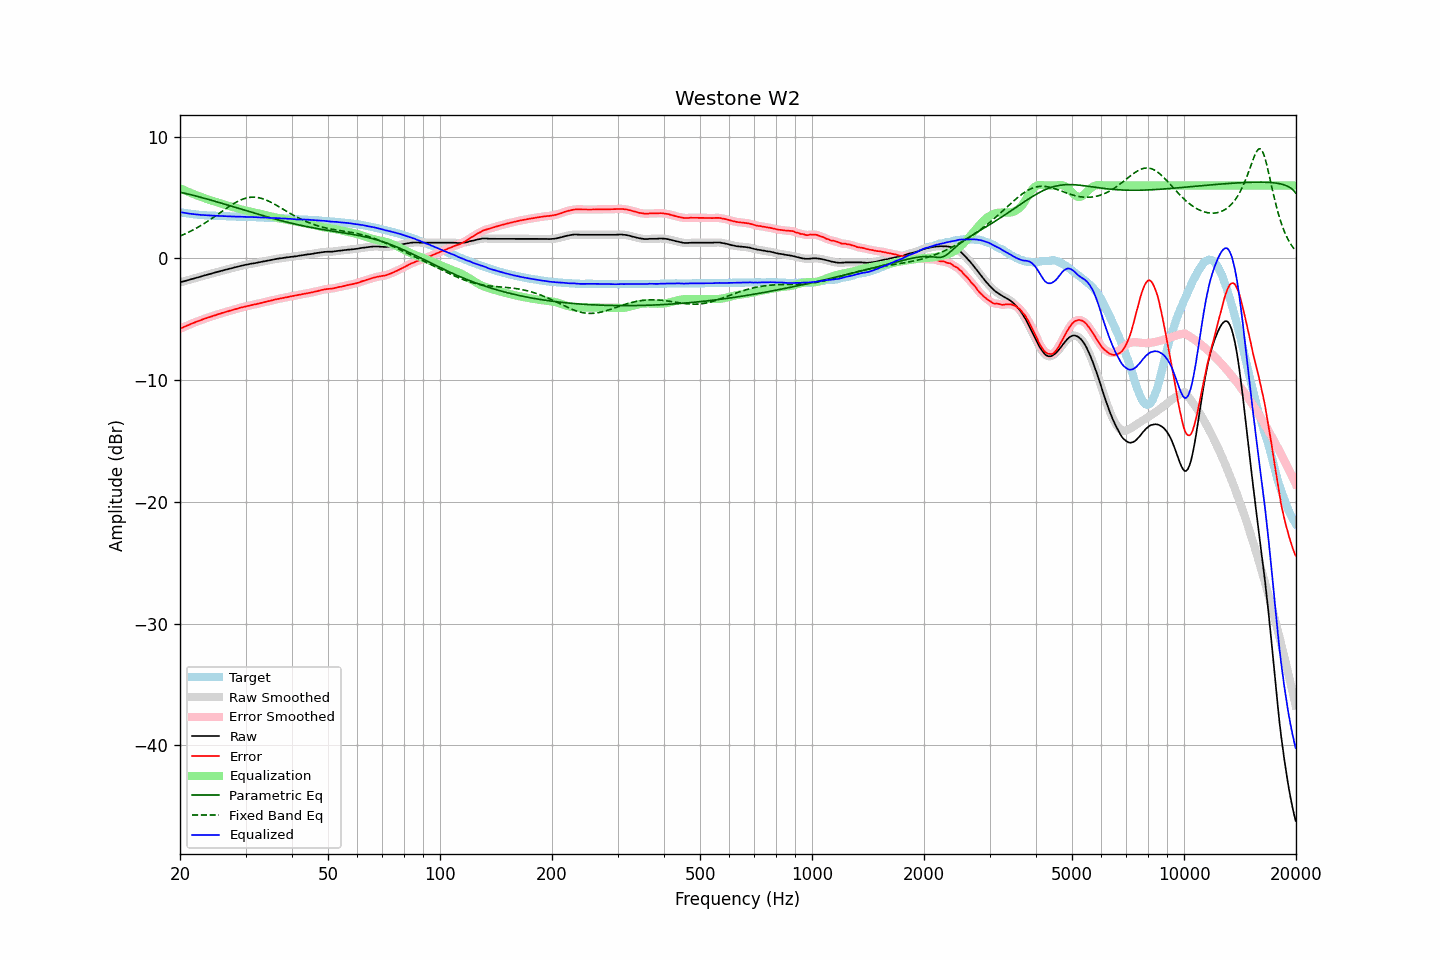 Westone W2
10
0
−10
−20
−30
−40
Amplitude (dBr)
20
50
100
200
500
1000
2000
5000
10000
20000
Frequency (Hz)
Target
Raw Smoothed
Error Smoothed
Raw
Error
Equalization
Parametric Eq
Fixed Band Eq
Equalized